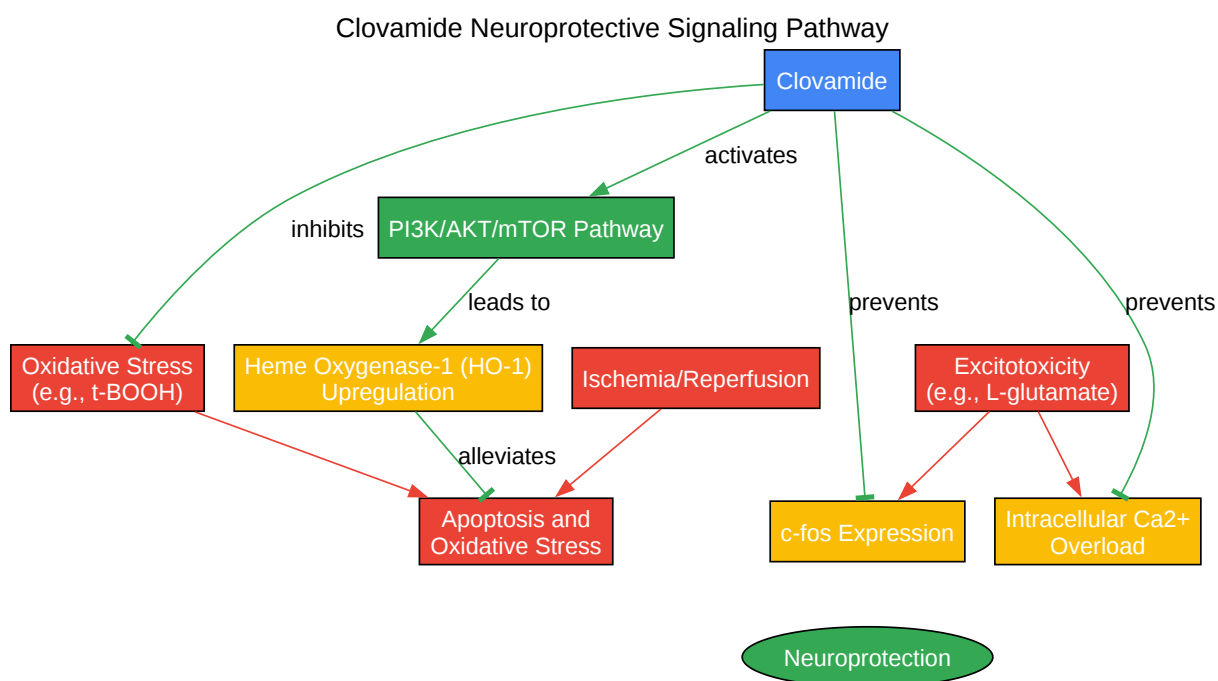 Clovamide Neuroprotective Signaling Pathway
Clovamide
activates
inhibits
PI3K/AKT/mTOR Pathway
leads to
prevents
prevents
Oxidative Stress
(e.g., t-BOOH)
Heme Oxygenase-1 (HO-1)
Upregulation
Ischemia/Reperfusion
Excitotoxicity
(e.g., L-glutamate)
alleviates
Apoptosis and
Oxidative Stress
c-fos Expression
Intracellular Ca2+
Overload
Neuroprotection